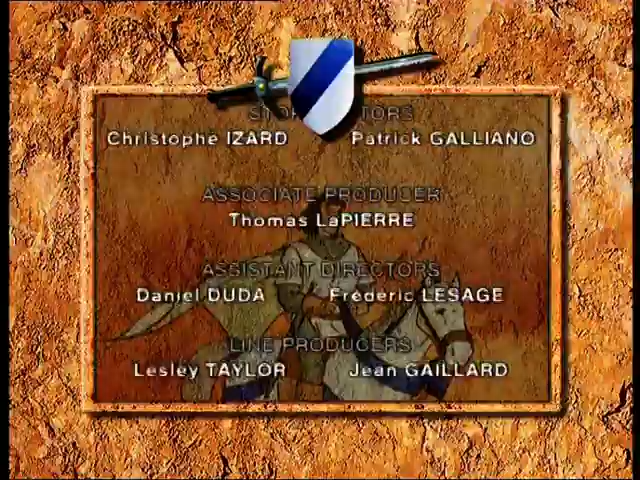 Christophe IZARD Patrick GALLIANO
ASSOCIATE PRODUCER
Thomas LaPIERRE
ASSISTANT DIRECTORS
Daniel DUDA Fréderic LESAGE
LINE PRODUCERS
Lesley TAYLOR Jean GAILLARD